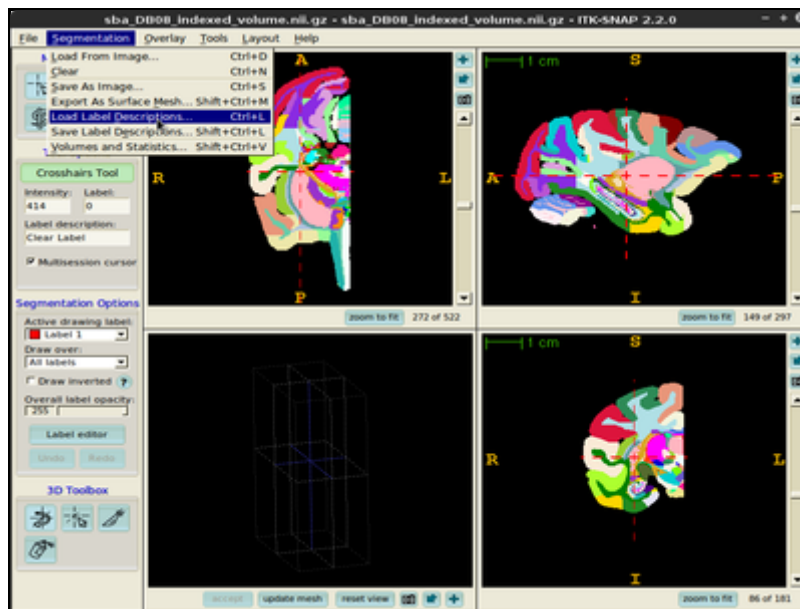 sba_DB08_indexed_volume.nii.gz - sba_DB08_indexed_volume.nii.gz - ITK-SNAP 2.2.0
File Segmentation Overlay Tools Layout Help
Load From Image... Ctrl+D
Clear Ctrl+N
Save As Image... Ctrl+S
Export As Surface Mesh... Shift+Ctrl+M
Load Label Descriptions... Ctrl+L
Save Label Descriptions... Shift+Ctrl+L
Volumes and Statistics... Shift+Ctrl+V
Crosshairs Tool
Intensity: Label:
414 0
Label description:
Clear Label
Multisession cursor
Segmentation Options
Active drawing label:
Label 1
Draw over:
All labels
Draw inverted ?
Overall label opacity:
255
Label editor
Undo Redo
3D Toolbox
A
R L
P
zoom to fit 272 of 522
1 cm S
A P
I
zoom to fit 149 of 297
accept update mesh reset view
1 cm S
R L
I
zoom to fit 86 of 181